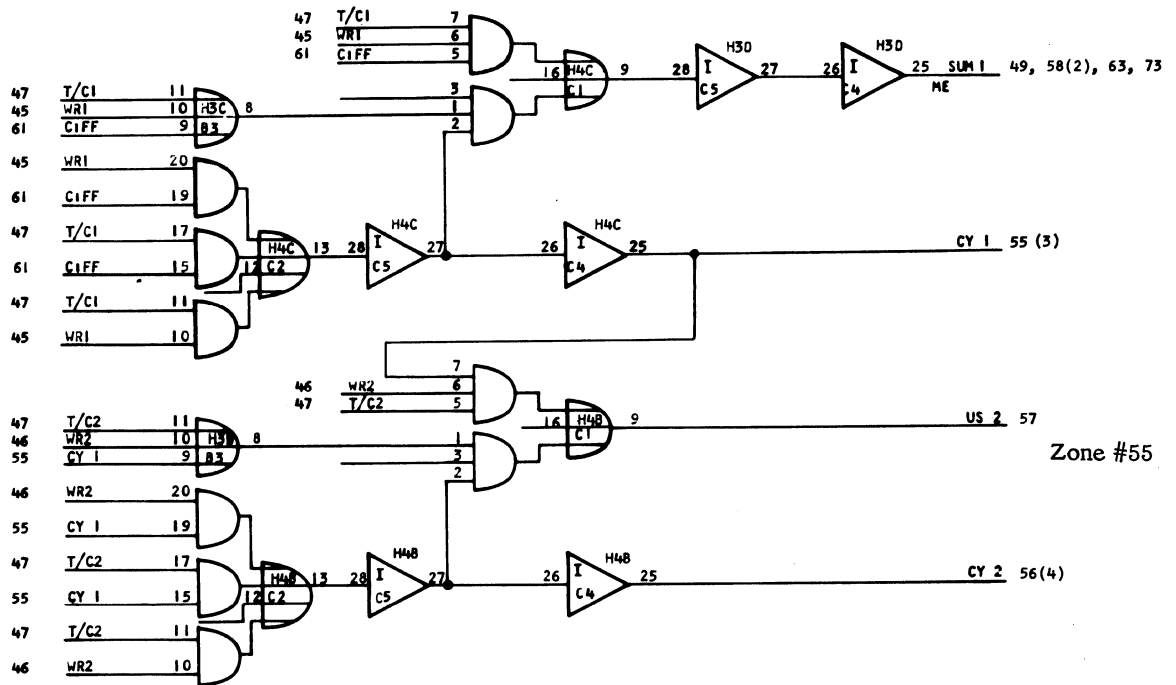 47 T/C1 7
45 WR1 6
61 C1FF 5
16 H4C 9
C1
28 I H3D 27
C5
26 I H3D 25 SUM 1 49, 58(2), 63, 73
C4 ME
3
1
2
47 T/C1 11
45 WR1 10 H3C 8
61 C1FF 9 B3
45 WR1 20
61 C1FF 19
47 T/C1 17
61 C1FF 15
H4C 13
12 C2
28 I H4C 27
C5
26 I H4C 25 CY 1 55 (3)
C4
47 T/C1 11
45 WR1 10
7
46 WR2 6
47 T/C2 5
16 H4B 9 US 2 57
C1
1
3
2
Zone #55
47 T/C2 11
46 WR2 10 8
55 CY 1 9 B3
46 WR2 20
55 CY 1 19
47 T/C2 17
55 CY 1 15
H4B 13
12 C2
28 I H4B 27
C5
26 I H4B 25 CY 2 56(4)
C4
47 T/C2 11
46 WR2 10